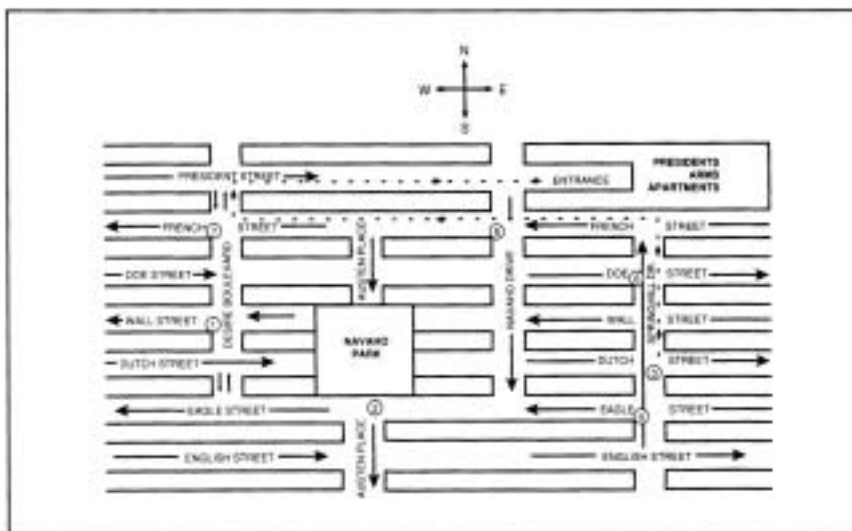 N
W E
S
PRESIDENT STREET
ENTRANCE
PRESIDENTS
ARMS
APARTMENTS
FRENCH STREET
FRENCH STREET
AUSTEN PLACE
DOE STREET
DOE STREET
DESIRE BOULEVARD
NAVAHO DRIVE
WALL STREET
WALL STREET
NAVAHO
PARK
DUTCH STREET
DUTCH STREET
EAGLE STREET
EAGLE STREET
AUSTEN PLACE
ENGLISH STREET
ENGLISH STREET